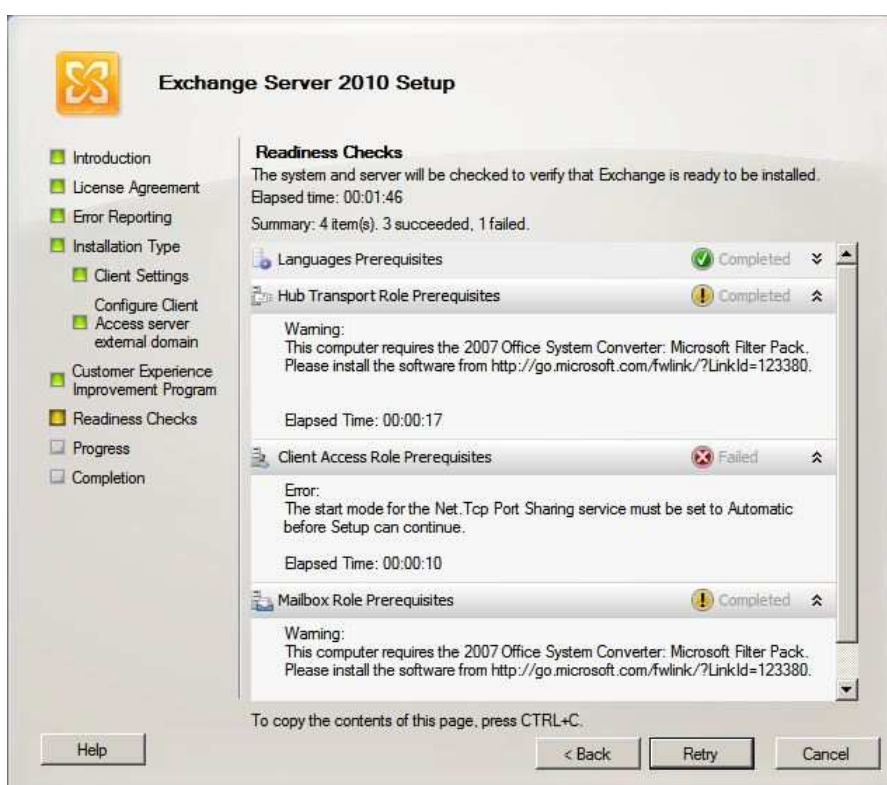 Exchange Server 2010 Setup
Introduction
License Agreement
Error Reporting
Installation Type
Client Settings
Configure Client
Access server
external domain
Customer Experience
Improvement Program
Readiness Checks
Progress
Completion
Readiness Checks
The system and server will be checked to verify that Exchange is ready to be installed.
Elapsed time: 00:01:46
Summary: 4 item(s). 3 succeeded, 1 failed.
Languages Prerequisites Completed
Hub Transport Role Prerequisites Completed
Warning:
This computer requires the 2007 Office System Converter: Microsoft Filter Pack.
Please install the software from http://go.microsoft.com/fwlink/?LinkId=123380.
Elapsed Time: 00:00:17
Client Access Role Prerequisites Failed
Error:
The start mode for the Net.Tcp Port Sharing service must be set to Automatic
before Setup can continue.
Elapsed Time: 00:00:10
Mailbox Role Prerequisites Completed
Warning:
This computer requires the 2007 Office System Converter: Microsoft Filter Pack.
Please install the software from http://go.microsoft.com/fwlink/?LinkId=123380.
To copy the contents of this page, press CTRL+C.
Help < Back Retry Cancel